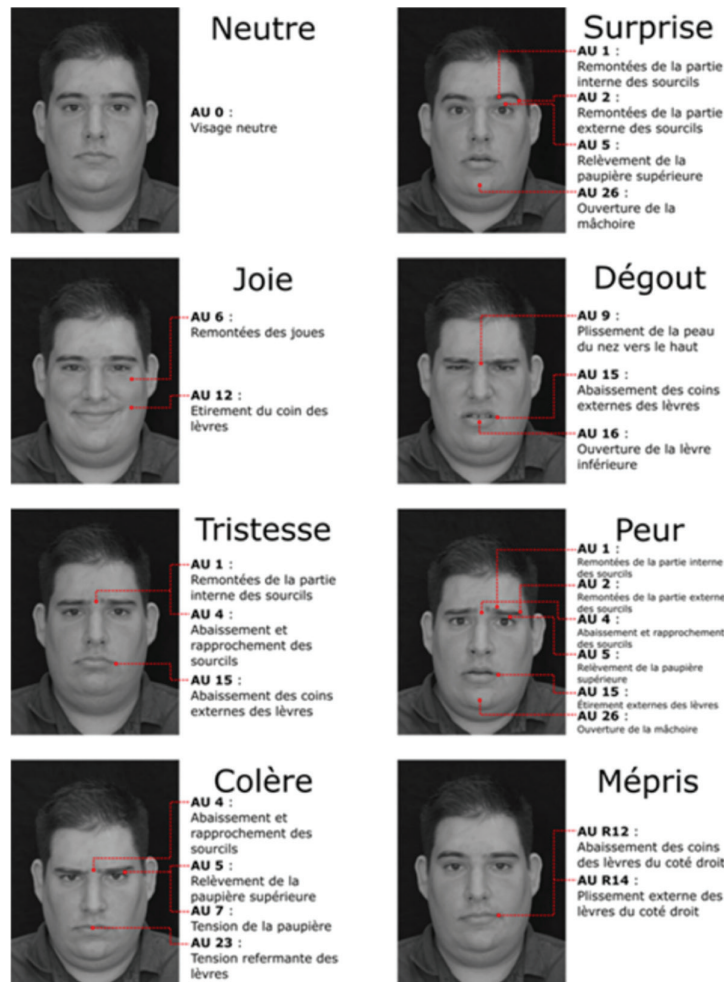 Neutre
AU 0 :
Visage neutre
Surprise
AU 1 :
Remontées de la partie
interne des sourcils
AU 2 :
Remontées de la partie
externe des sourcils
AU 5 :
Relèvement de la
paupière supérieure
AU 26 :
Ouverture de la
mâchoire
Joie
AU 6 :
Remontées des joues
AU 12 :
Etirement du coin des
lèvres
Dégout
AU 9 :
Plissement de la peau
du nez vers le haut
AU 15 :
Abaissement des coins
externes des lèvres
AU 16 :
Ouverture de la lèvre
inférieure
Tristesse
AU 1 :
Remontées de la partie
interne des sourcils
AU 4 :
Abaissement et
rapprochement des
sourcils
AU 15 :
Abaissement des coins
externes des lèvres
Peur
AU 1 :
Remontées de la partie interne
des sourcils
AU 2 :
Remontées de la partie externe
des sourcils
AU 4 :
Abaissement et rapprochement
des sourcils
AU 5 :
Relèvement de la paupière
supérieure
AU 15 :
Étirement externes des lèvres
AU 26 :
Ouverture de la mâchoire
Colère
AU 4 :
Abaissement et
rapprochement des
sourcils
AU 5 :
Relèvement de la
paupière supérieure
AU 7 :
Tension de la paupière
AU 23 :
Tension refermante des
lèvres
Mépris
AU R12 :
Abaissement des coins
des lèvres du coté droit
AU R14 :
Plissement externe des
lèvres du coté droit